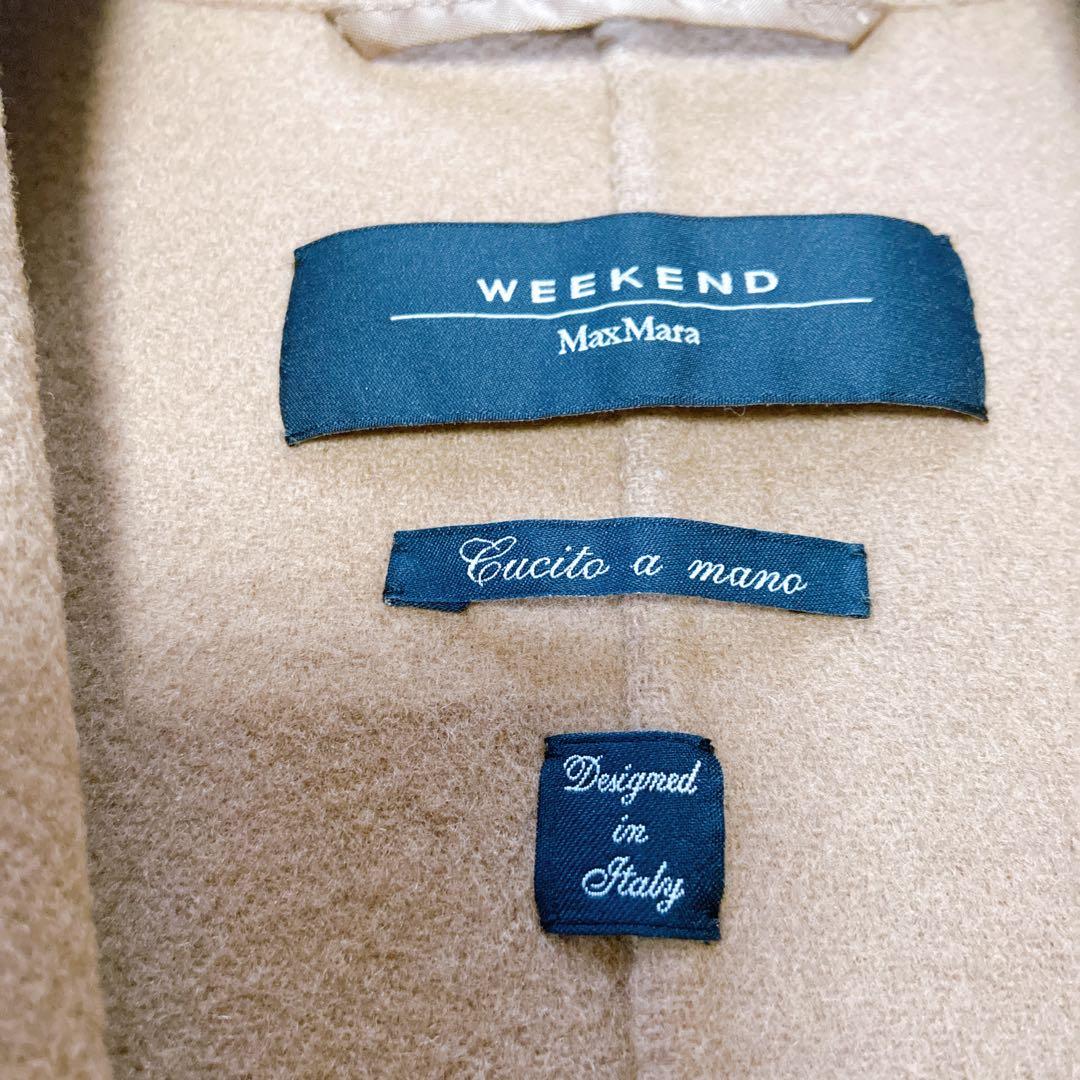 WEEKEND
MaxMara
Cucito a mano
Designed
in
Italy